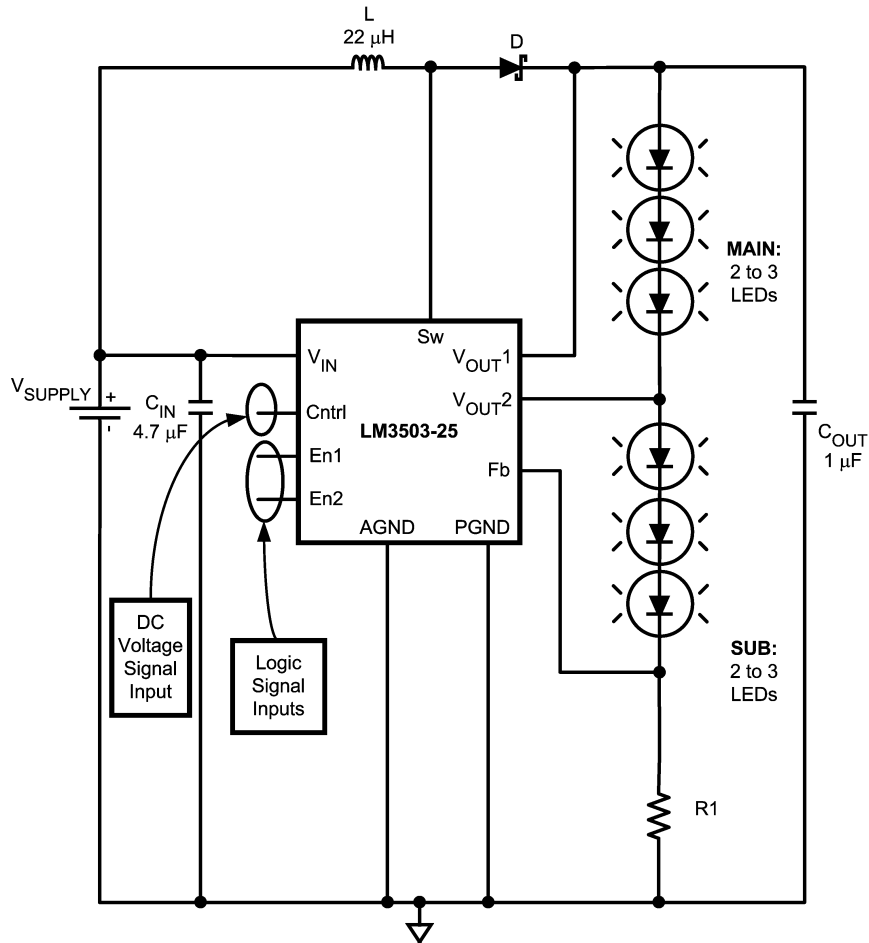 L
22 μH
D
MAIN:
2 to 3
LEDs
Sw
V_IN
V_OUT1
V_SUPPLY
+
-
C_IN
4.7 μF
Cntrl
V_OUT2
LM3503-25
C_OUT
1 μF
En1
Fb
En2
AGND
PGND
DC
Voltage
Signal
Input
Logic
Signal
Inputs
SUB:
2 to 3
LEDs
R1